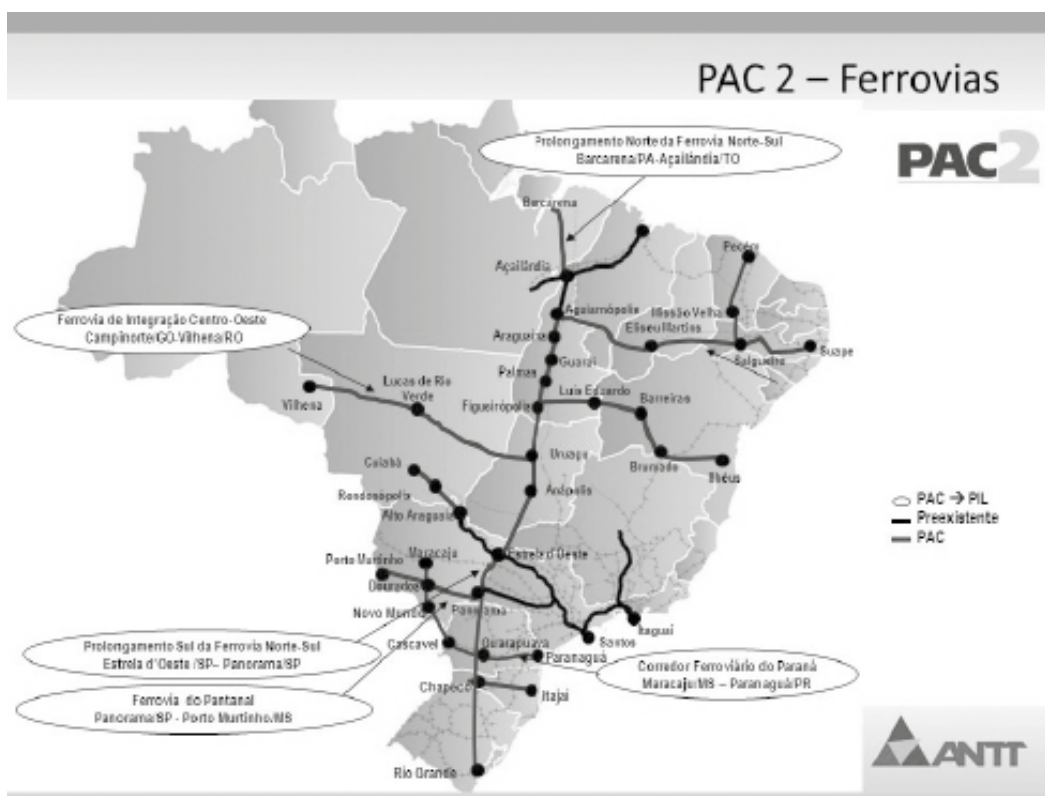 PAC 2 – Ferrovias
PAC2
Prolongamento Norte da Ferrovia Norte-Sul
Barcarena/PA-Açailândia/TO
Barcarena
Pecém
Açailândia
Aguiarnópolis
Missão Velha
Eliseu Martins
Ferrovia de Integração Centro-Oeste
Campinorte/GO-Vilhena/RO
Araguaina
Salgueiro
Suape
Guaraí
Palmas
Lucas de Rio
Verde
Luis Eduardo
Vilhena
Figueirópolis
Barreiras
Uruaçu
Brumado
Ilhéus
Cuiabá
Rondonópolis
Anápolis
Alto Araguaia
PAC → PIL
Preexistente
PAC
Porto Murtinho
Maracaju
Estrela d'Oeste
Dourados
Novo Mundo
Panorama
Itaguaí
Santos
Prolongamento Sul da Ferrovia Norte-Sul
Estrela d'Oeste /SP– Panorama/SP
Cascavel
Guarapuava
Paranaguá
Corredor Ferroviário do Paraná
Maracaju/MS – Paranaguá/PR
Ferrovia do Pantanal
Panorama/SP - Porto Murtinho/MS
Chapecó
Itajaí
Rio Grande
ANTT